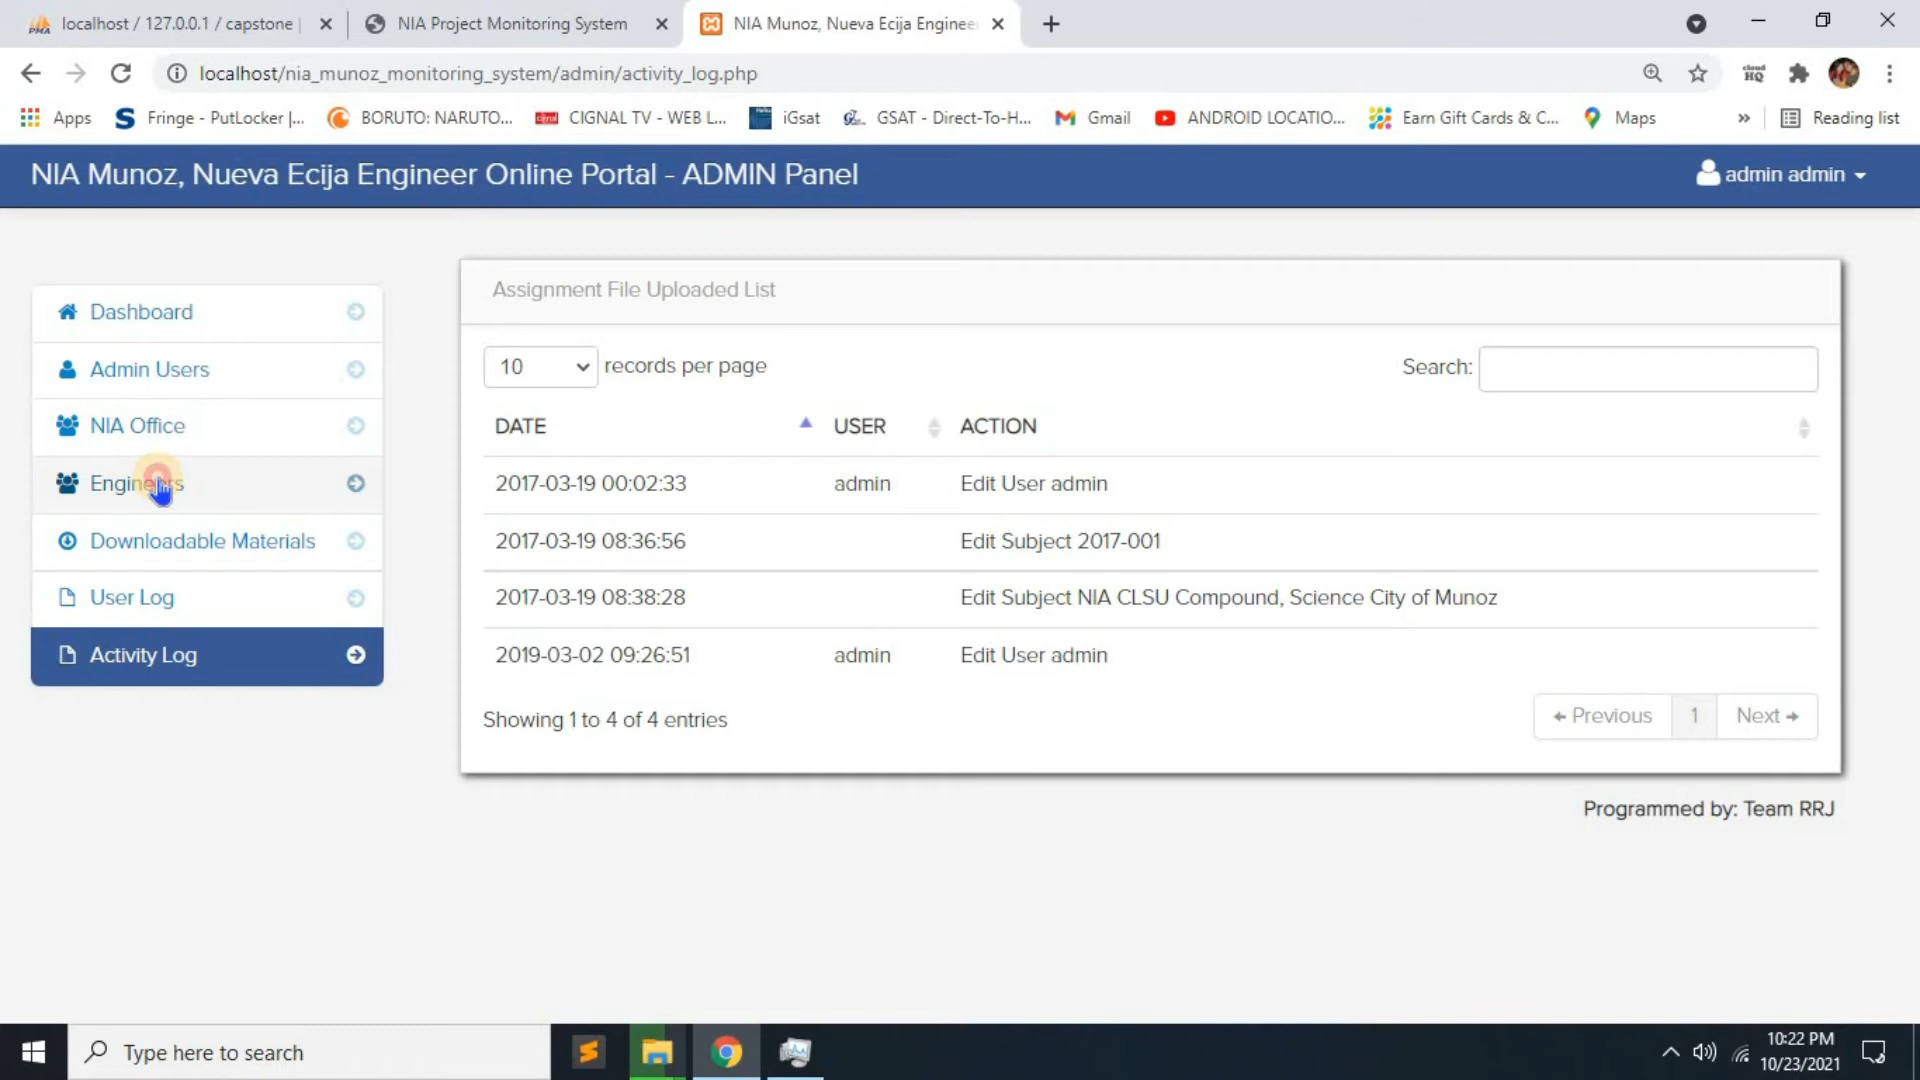 localhost / 127.0.0.1 / capstone |
NIA Project Monitoring System
NIA Munoz, Nueva Ecija Enginee
localhost/nia_munoz_monitoring_system/admin/activity_log.php
cloud HQ
Apps
Fringe - PutLocker |...
BORUTO: NARUTO...
CIGNAL TV - WEB L...
iGsat
GSAT - Direct-To-H...
Gmail
ANDROID LOCATIO...
Earn Gift Cards & C...
Maps
»
Reading list
NIA Munoz, Nueva Ecija Engineer Online Portal - ADMIN Panel
admin admin
Dashboard
Admin Users
NIA Office
Engineers
Downloadable Materials
User Log
Activity Log
Assignment File Uploaded List
10 records per page
Search:
DATE USER ACTION
2017-03-19 00:02:33 admin Edit User admin
2017-03-19 08:36:56 Edit Subject 2017-001
2017-03-19 08:38:28 Edit Subject NIA CLSU Compound, Science City of Munoz
2019-03-02 09:26:51 admin Edit User admin
Showing 1 to 4 of 4 entries
← Previous 1 Next →
Programmed by: Team RRJ
Type here to search
10:22 PM
10/23/2021